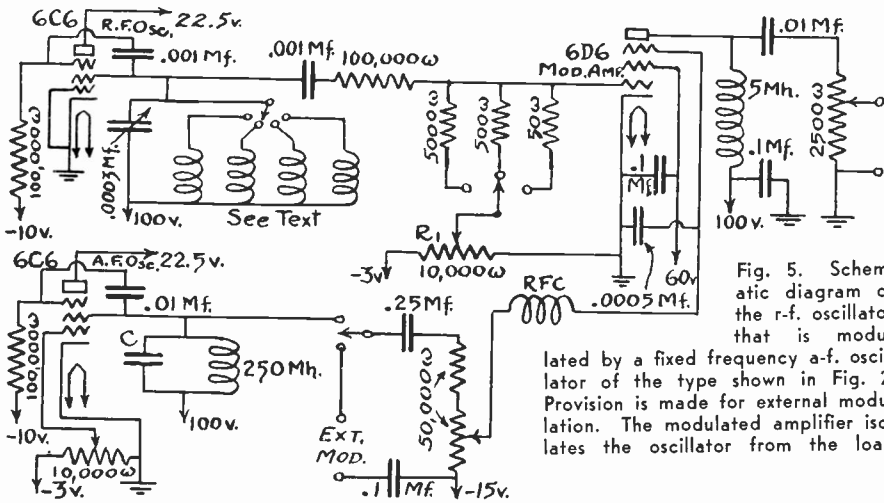 6C6
R.F.Osc. 22.5v.
.001 Mf.
.001 Mf.
100,000ω
6D6
MOD. AMP.
.01 Mf.
100,000ω
.0003 Mf.
5000ω
500ω
50ω
5 Mh.
2500ω
.1 Mf.
.1 Mf.
-10v.
100v.
See Text
R1
-3v
10,000ω
100v.
60v
.0005 Mf.
6C6
A.F.Osc. 22.5v.
.01 Mf.
.25 Mf.
RFC
100,000ω
C
250 Mh.
50,000ω
-10v.
100v.
EXT. MOD.
10,000ω
-3v.
.1 Mf.
-15v.
Fig. 5. Schem-
atic diagram o
the r-f. oscillato
that is modu
lated by a fixed frequency a-f. osci
lator of the type shown in Fig. 2
Provision is made for external modu
lation. The modulated amplifier iso
lates the oscillator from the loa